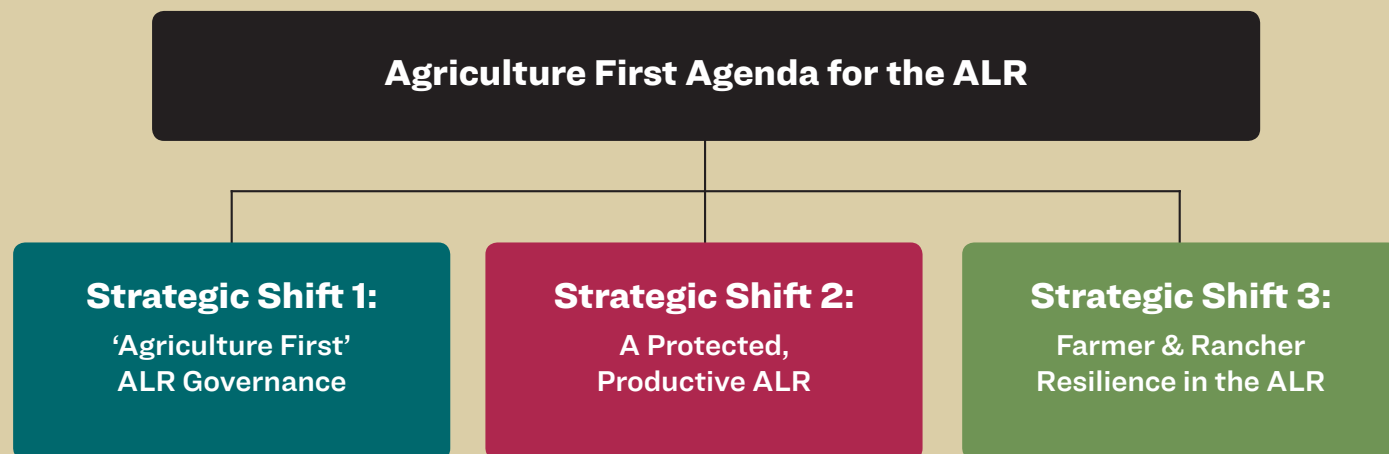 Agriculture First Agenda for the ALR
Strategic Shift 1:
‘Agriculture First’
ALR Governance
Strategic Shift 2:
A Protected,
Productive ALR
Strategic Shift 3:
Farmer & Rancher
Resilience in the ALR